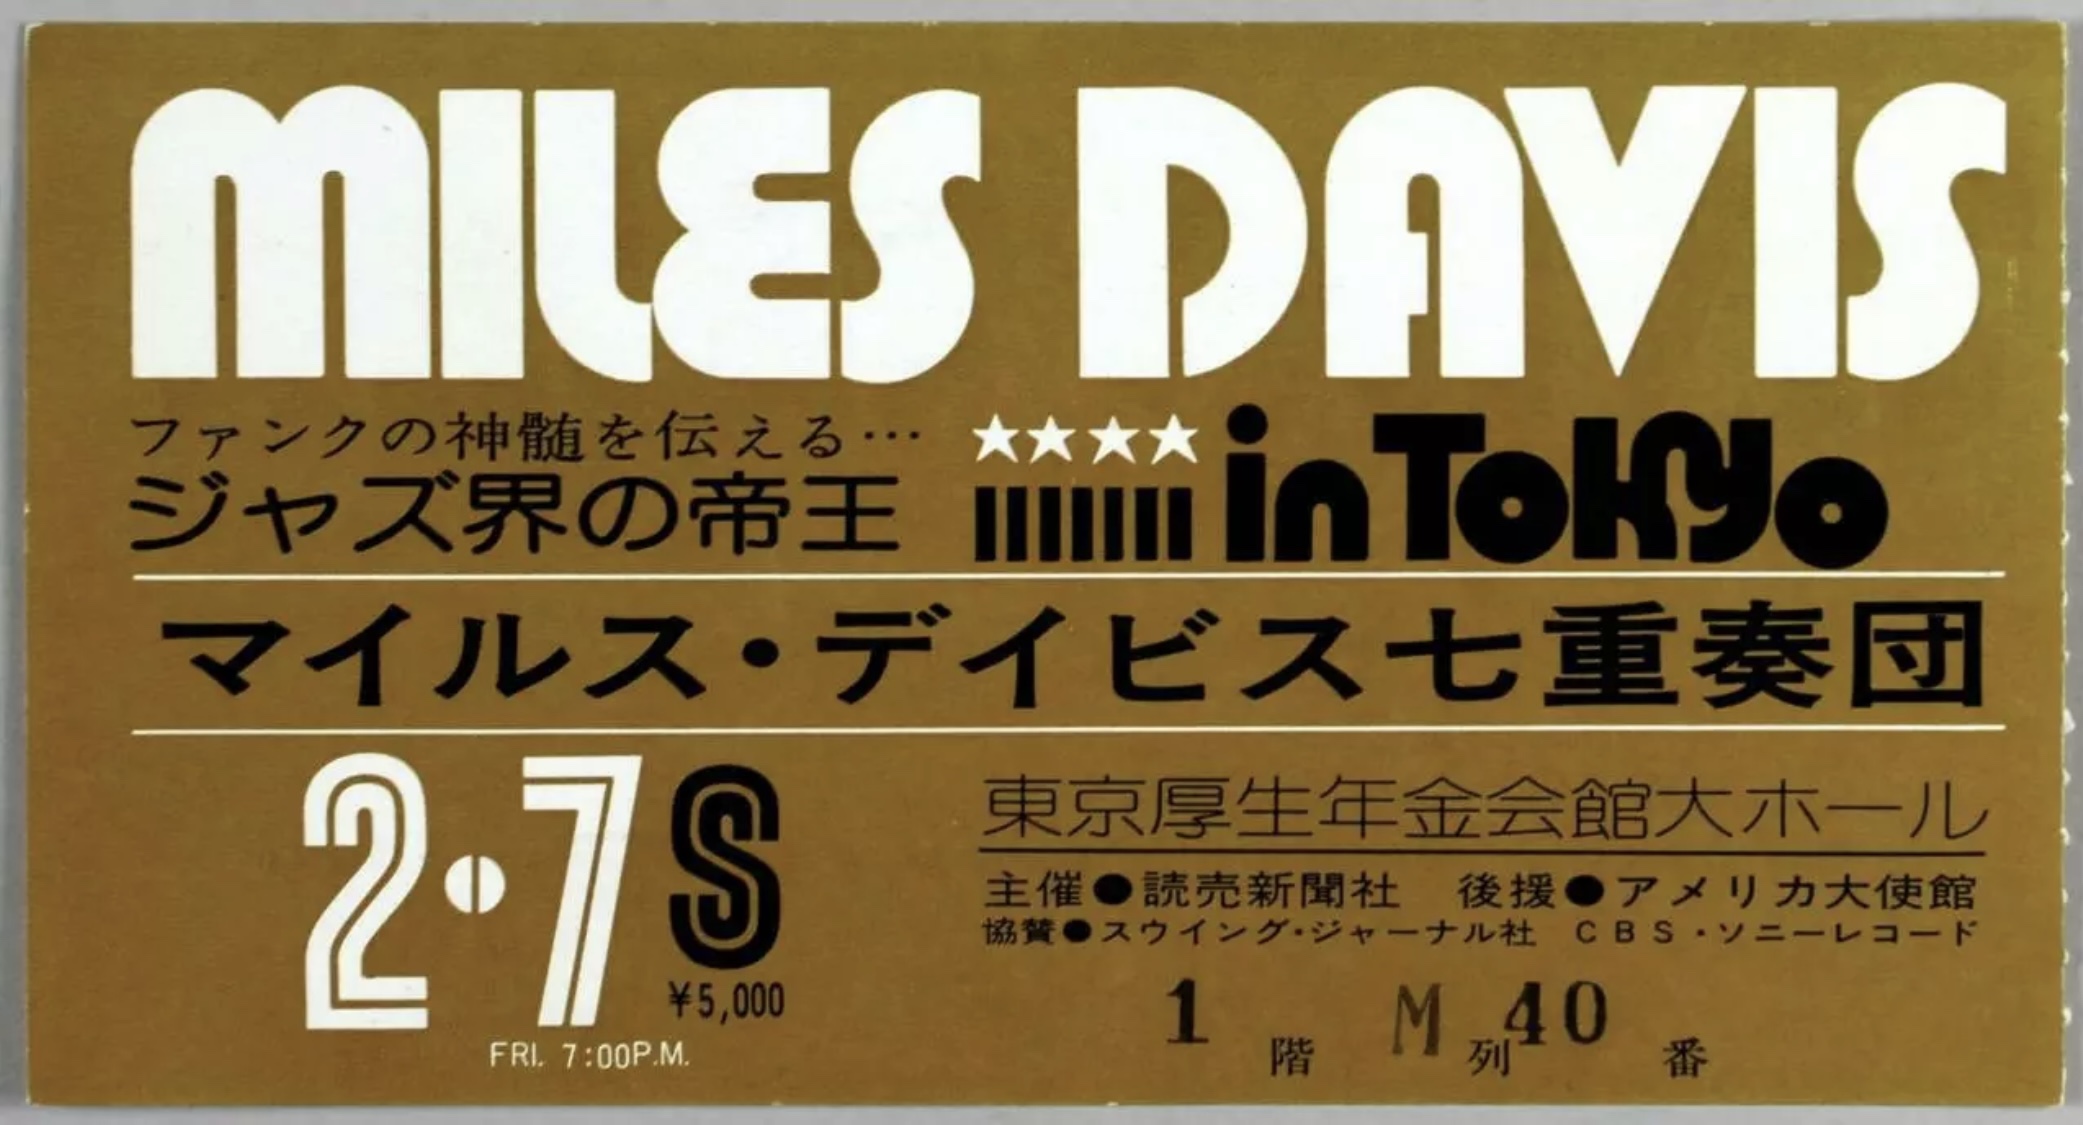 MILES DAVIS
ファンクの神髄を伝える…
ジャズ界の帝王
★★★★ in Tokyo
マイルス・デイビス七重奏団
2・7 S
¥5,000
FRI. 7:00P.M.
東京厚生年金会館大ホール
主催●読売新聞社 後援●アメリカ大使館
協賛●スウイング・ジャーナル社 CBS・ソニーレコード
1階 M列40番